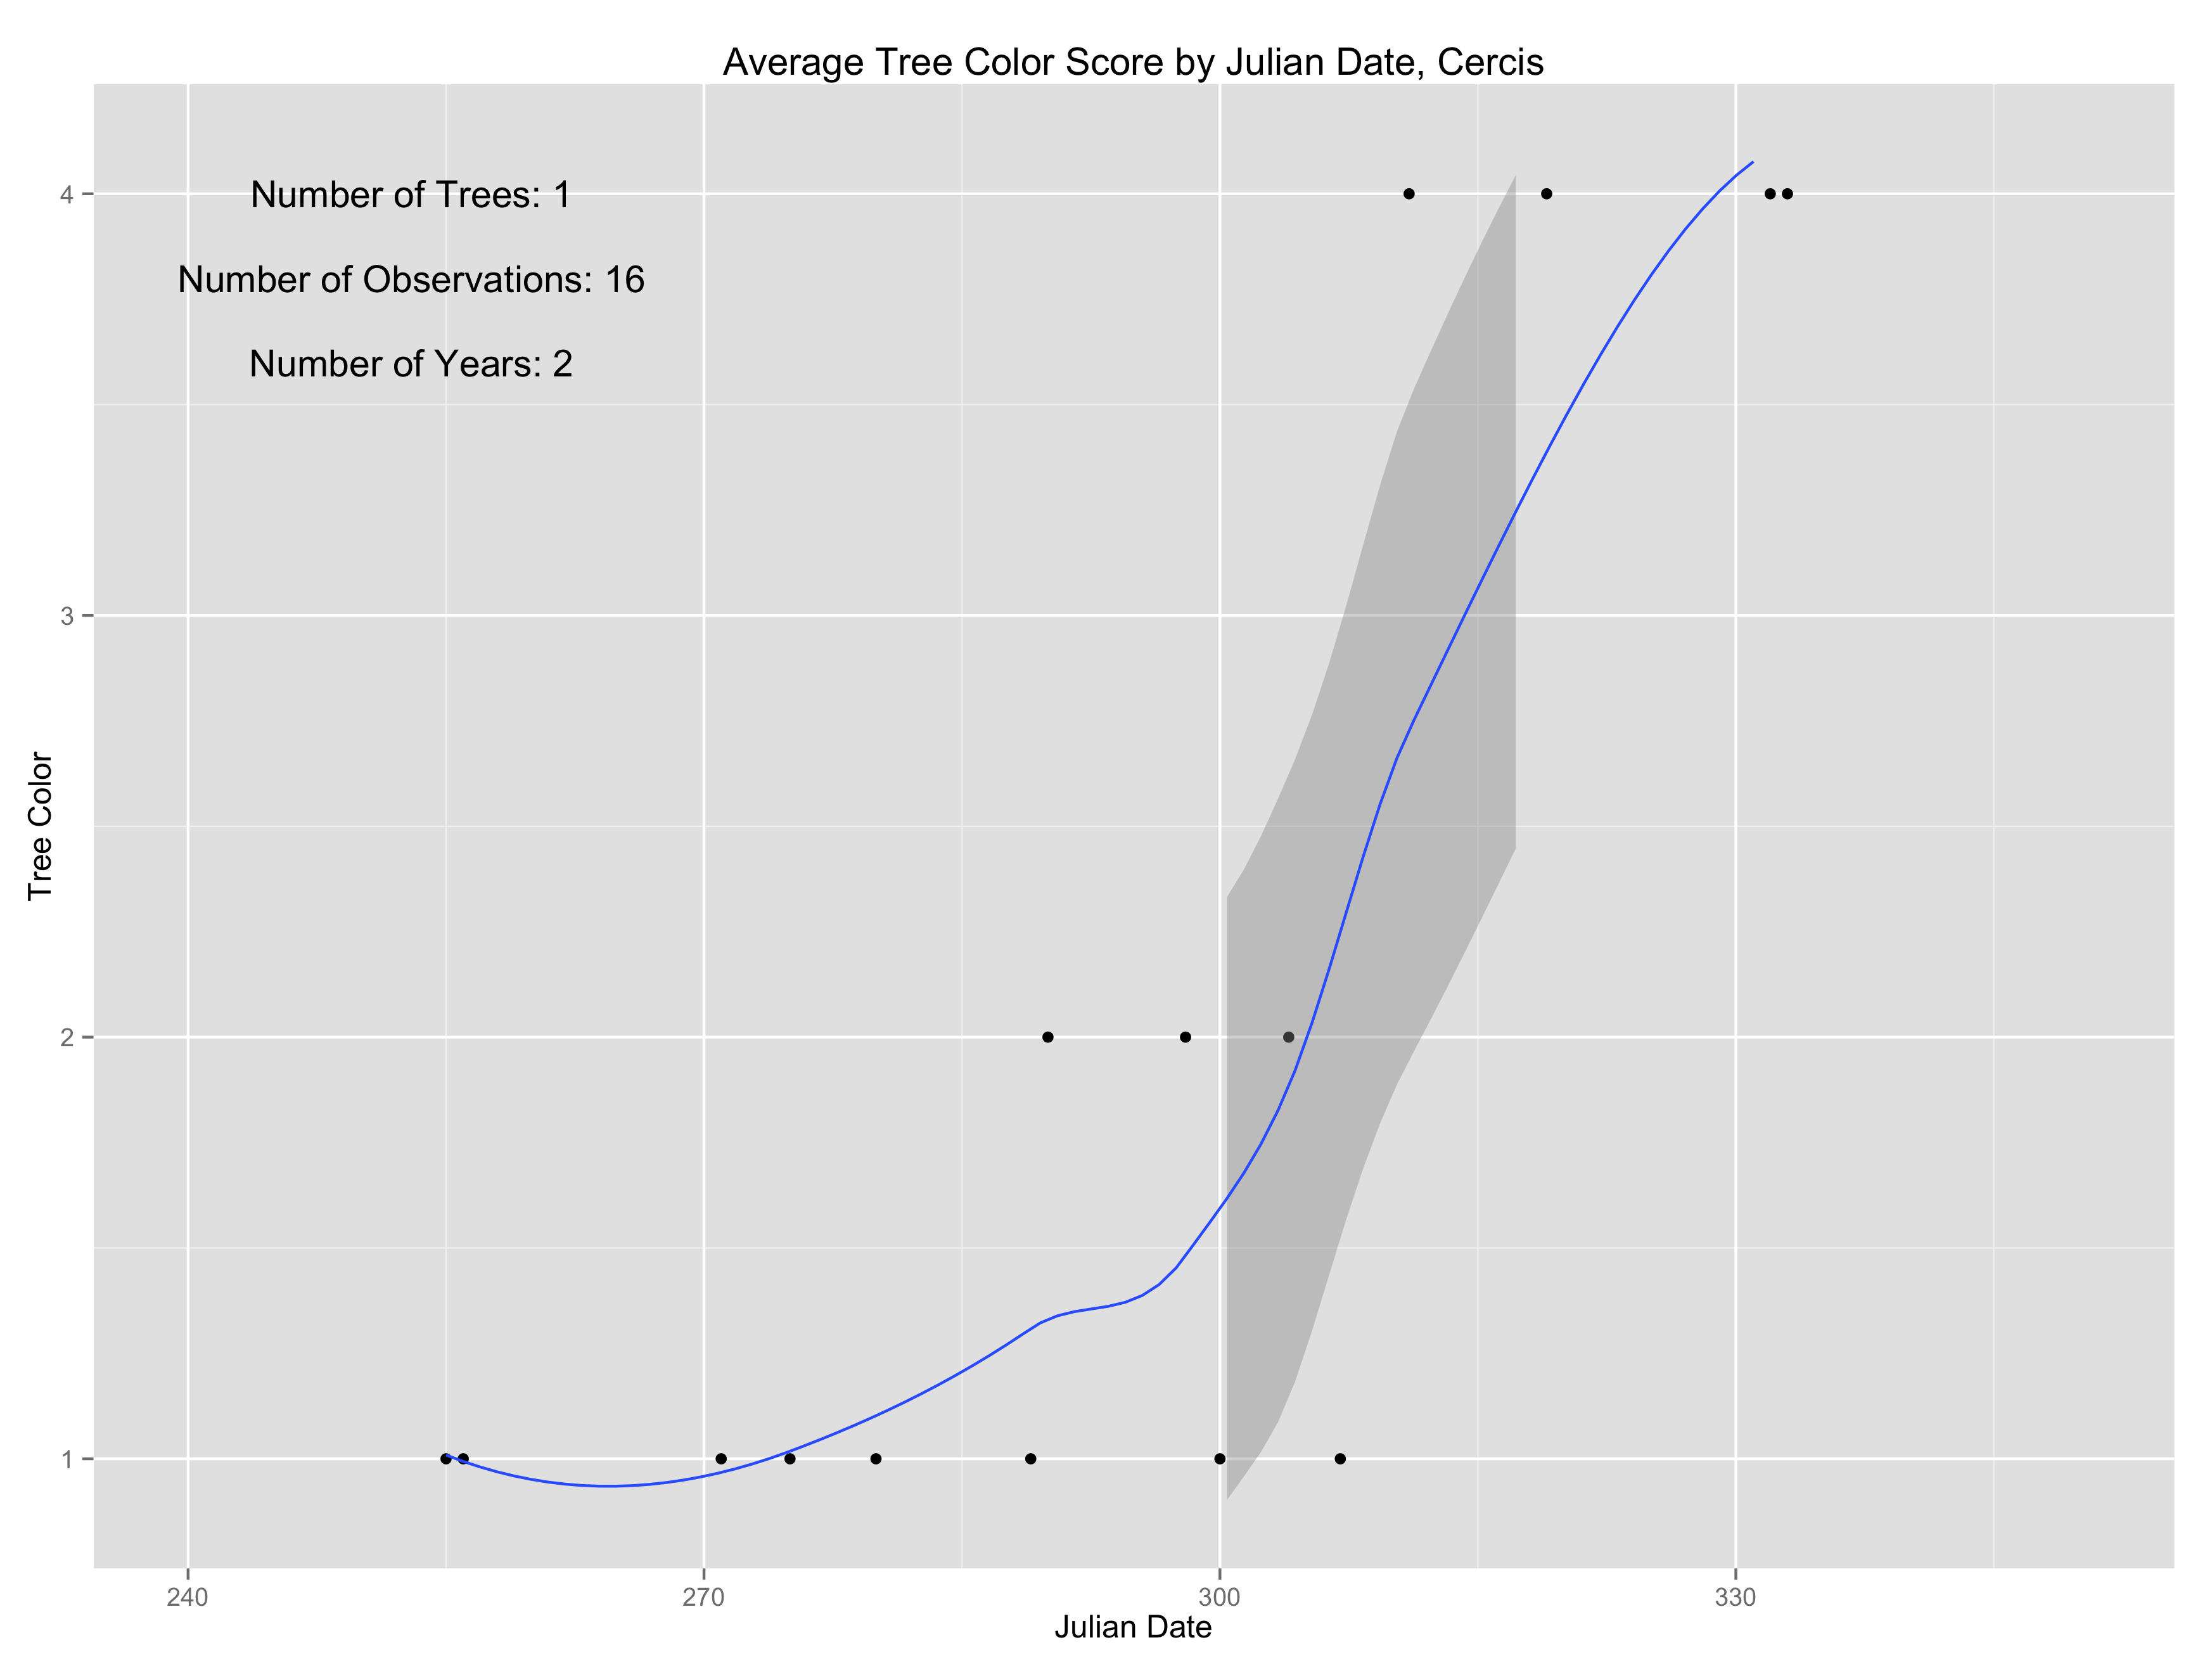 Average Tree Color Score by Julian Date, Cercis
Number of Trees: 1
Number of Observations: 16
Number of Years: 2
4
3
2
1
Tree Color
240 270 300 330
Julian Date